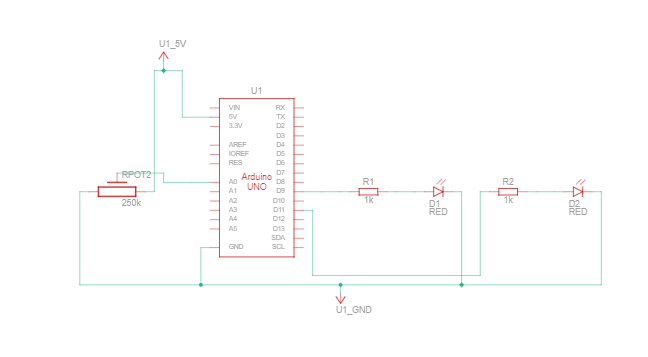 U1_5V
U1
VIN
5V
3.3V
AREF
IOREF
RES
A0
A1
A2
A3
A4
A5
GND
Arduino
UNO
RX
TX
D2
D3
D4
D5
D6
D7
D8
D9
D10
D11
D12
D13
SDA
SCL
RPOT2
250k
R1
1k
D1
RED
R2
1k
D2
RED
U1_GND